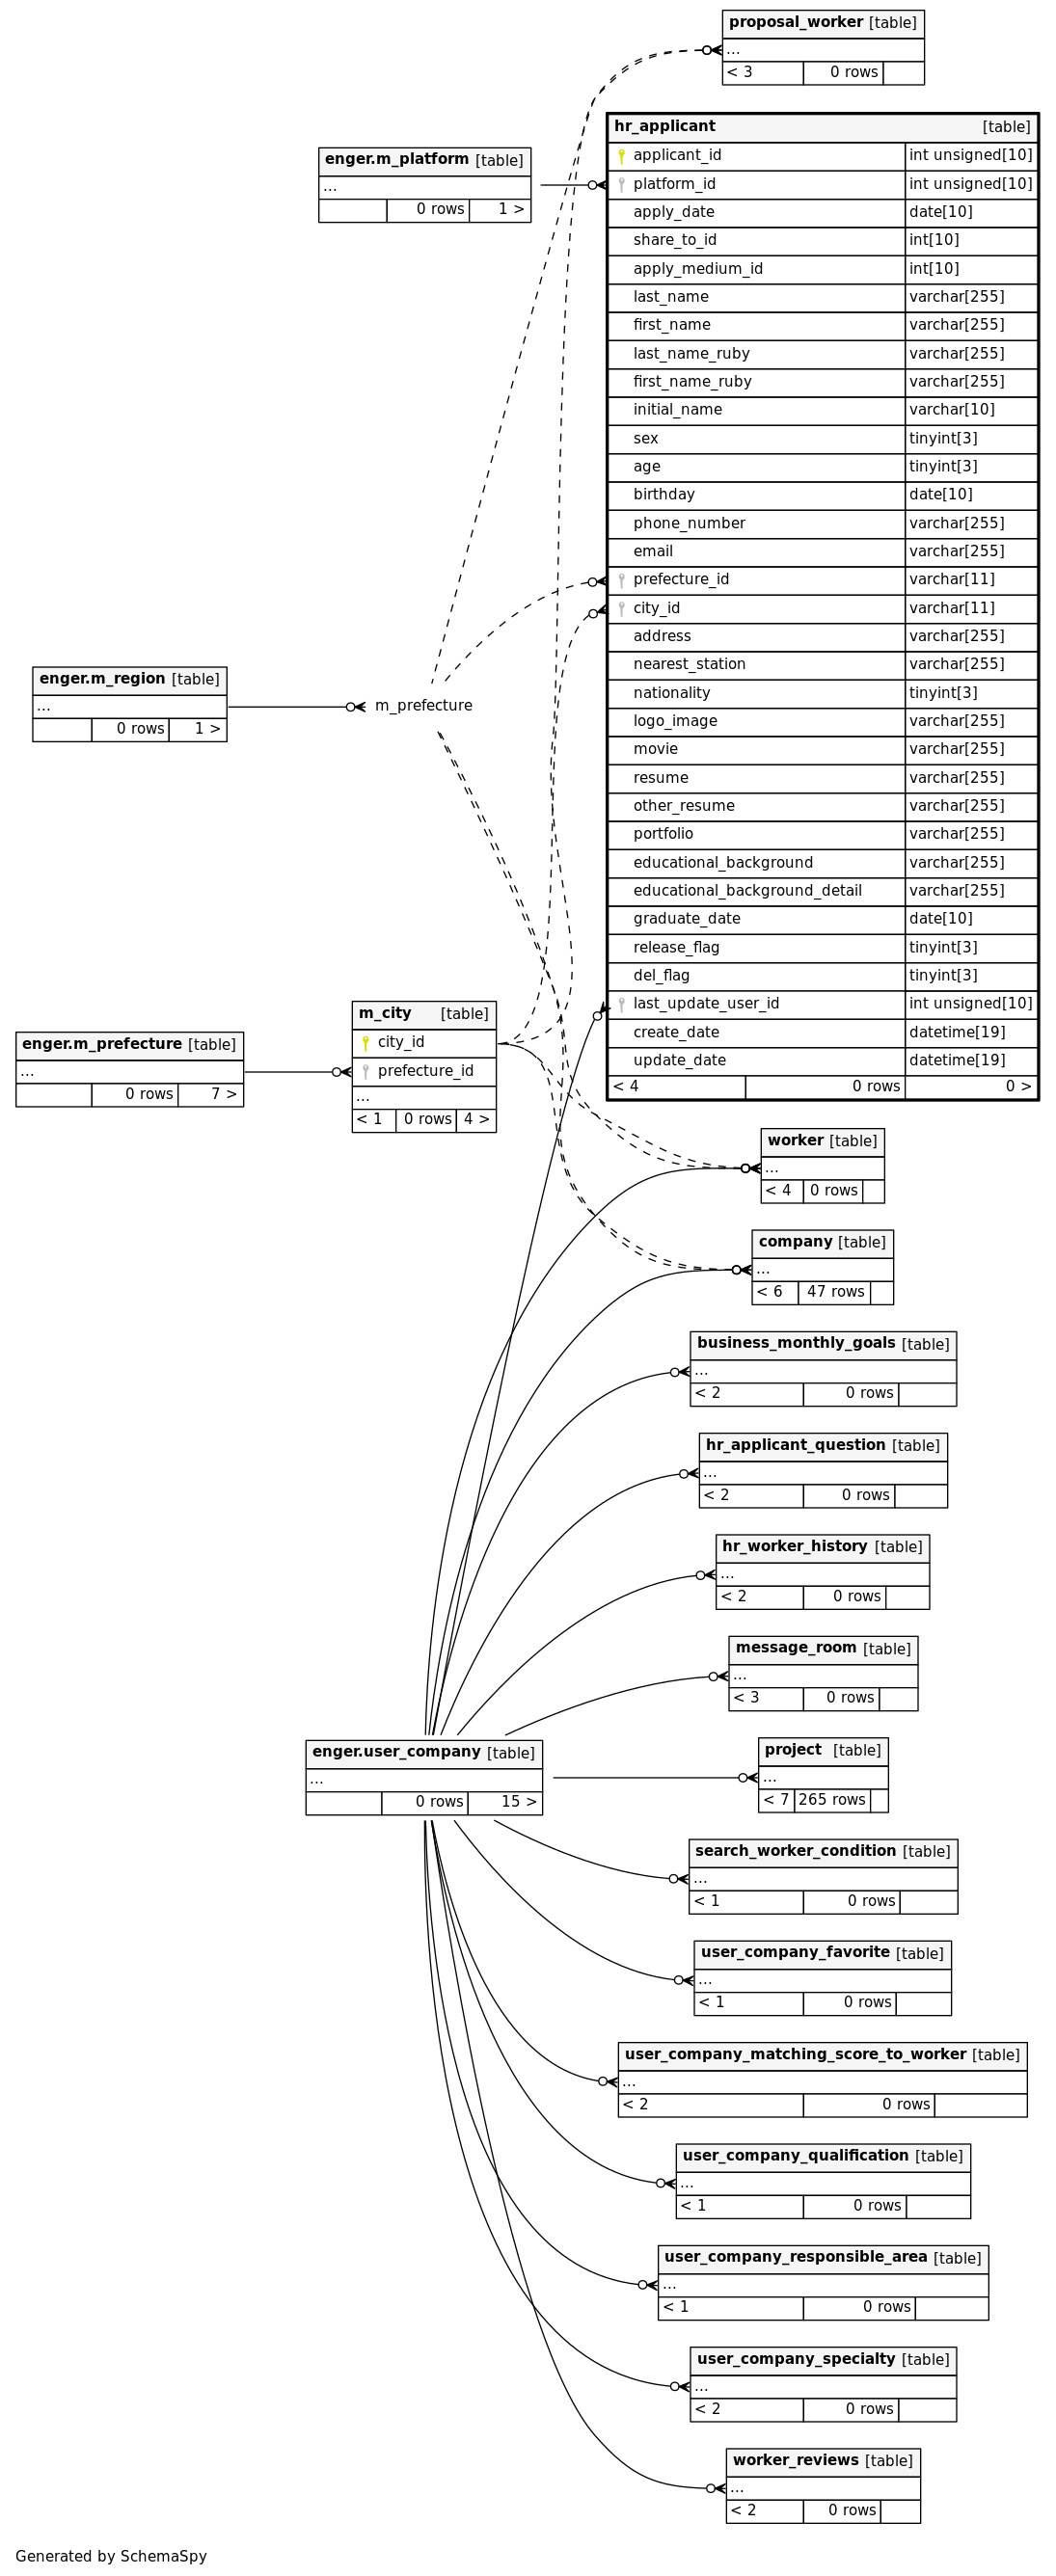 proposal_worker [table]
...
< 3 0 rows
hr_applicant [table]
applicant_id int unsigned[10]
platform_id int unsigned[10]
apply_date date[10]
share_to_id int[10]
apply_medium_id int[10]
last_name varchar[255]
first_name varchar[255]
last_name_ruby varchar[255]
first_name_ruby varchar[255]
initial_name varchar[10]
sex tinyint[3]
age tinyint[3]
birthday date[10]
phone_number varchar[255]
email varchar[255]
prefecture_id varchar[11]
city_id varchar[11]
address varchar[255]
nearest_station varchar[255]
nationality tinyint[3]
logo_image varchar[255]
movie varchar[255]
resume varchar[255]
other_resume varchar[255]
portfolio varchar[255]
educational_background varchar[255]
educational_background_detail varchar[255]
graduate_date date[10]
release_flag tinyint[3]
del_flag tinyint[3]
last_update_user_id int unsigned[10]
create_date datetime[19]
update_date datetime[19]
< 4 0 rows 0 >
enger.m_platform [table]
...
0 rows 1 >
enger.m_region [table]
...
0 rows 1 >
m_prefecture
enger.m_prefecture [table]
...
0 rows 7 >
m_city [table]
city_id
prefecture_id
...
< 1 0 rows 4 >
worker [table]
...
< 4 0 rows
company [table]
...
< 6 47 rows
business_monthly_goals [table]
...
< 2 0 rows
hr_applicant_question [table]
...
< 2 0 rows
hr_worker_history [table]
...
< 2 0 rows
message_room [table]
...
< 3 0 rows
enger.user_company [table]
...
0 rows 15 >
project [table]
...
< 7 265 rows
search_worker_condition [table]
...
< 1 0 rows
user_company_favorite [table]
...
< 1 0 rows
user_company_matching_score_to_worker [table]
...
< 2 0 rows
user_company_qualification [table]
...
< 1 0 rows
user_company_responsible_area [table]
...
< 1 0 rows
user_company_specialty [table]
...
< 2 0 rows
worker_reviews [table]
...
< 2 0 rows
Generated by SchemaSpy